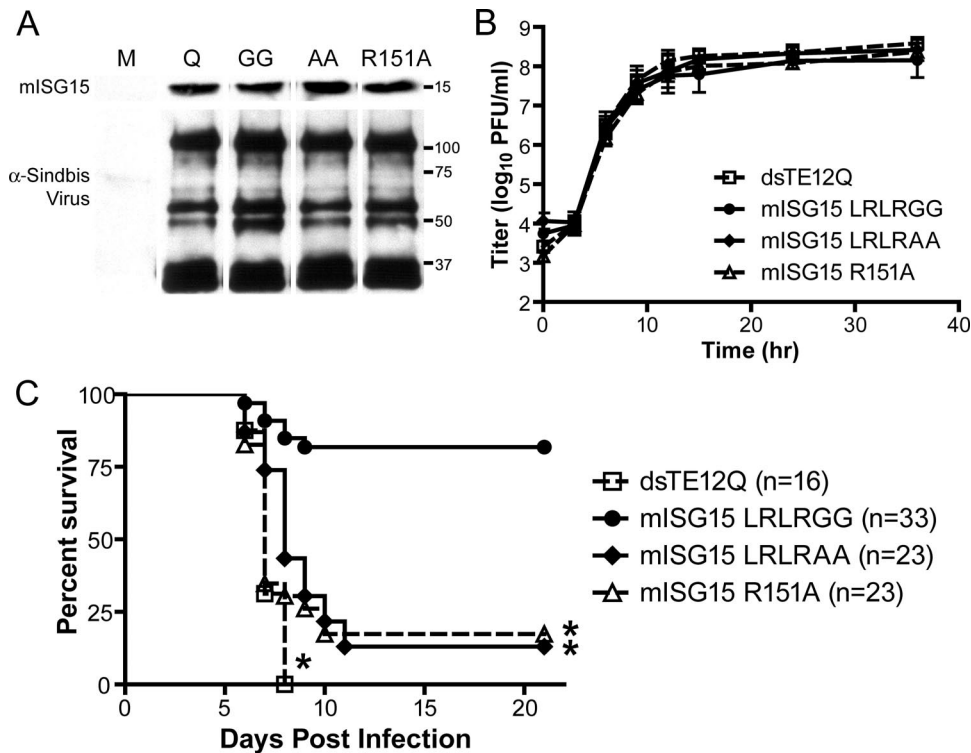 A
M Q GG AA R151A
mISG15
15
α-Sindbis
Virus
100
75
50
37
B
Titer (log10 PFU/ml)
9
8
7
6
5
4
3
2
0 10 20 30 40
Time (hr)
dsTE12Q
mISG15 LRLRGG
mISG15 LRLRAA
mISG15 R151A
C
Percent survival
100
75
50
25
0
0 5 10 15 20
Days Post Infection
*
*
*
dsTE12Q (n=16)
mISG15 LRLRGG (n=33)
mISG15 LRLRAA (n=23)
mISG15 R151A (n=23)